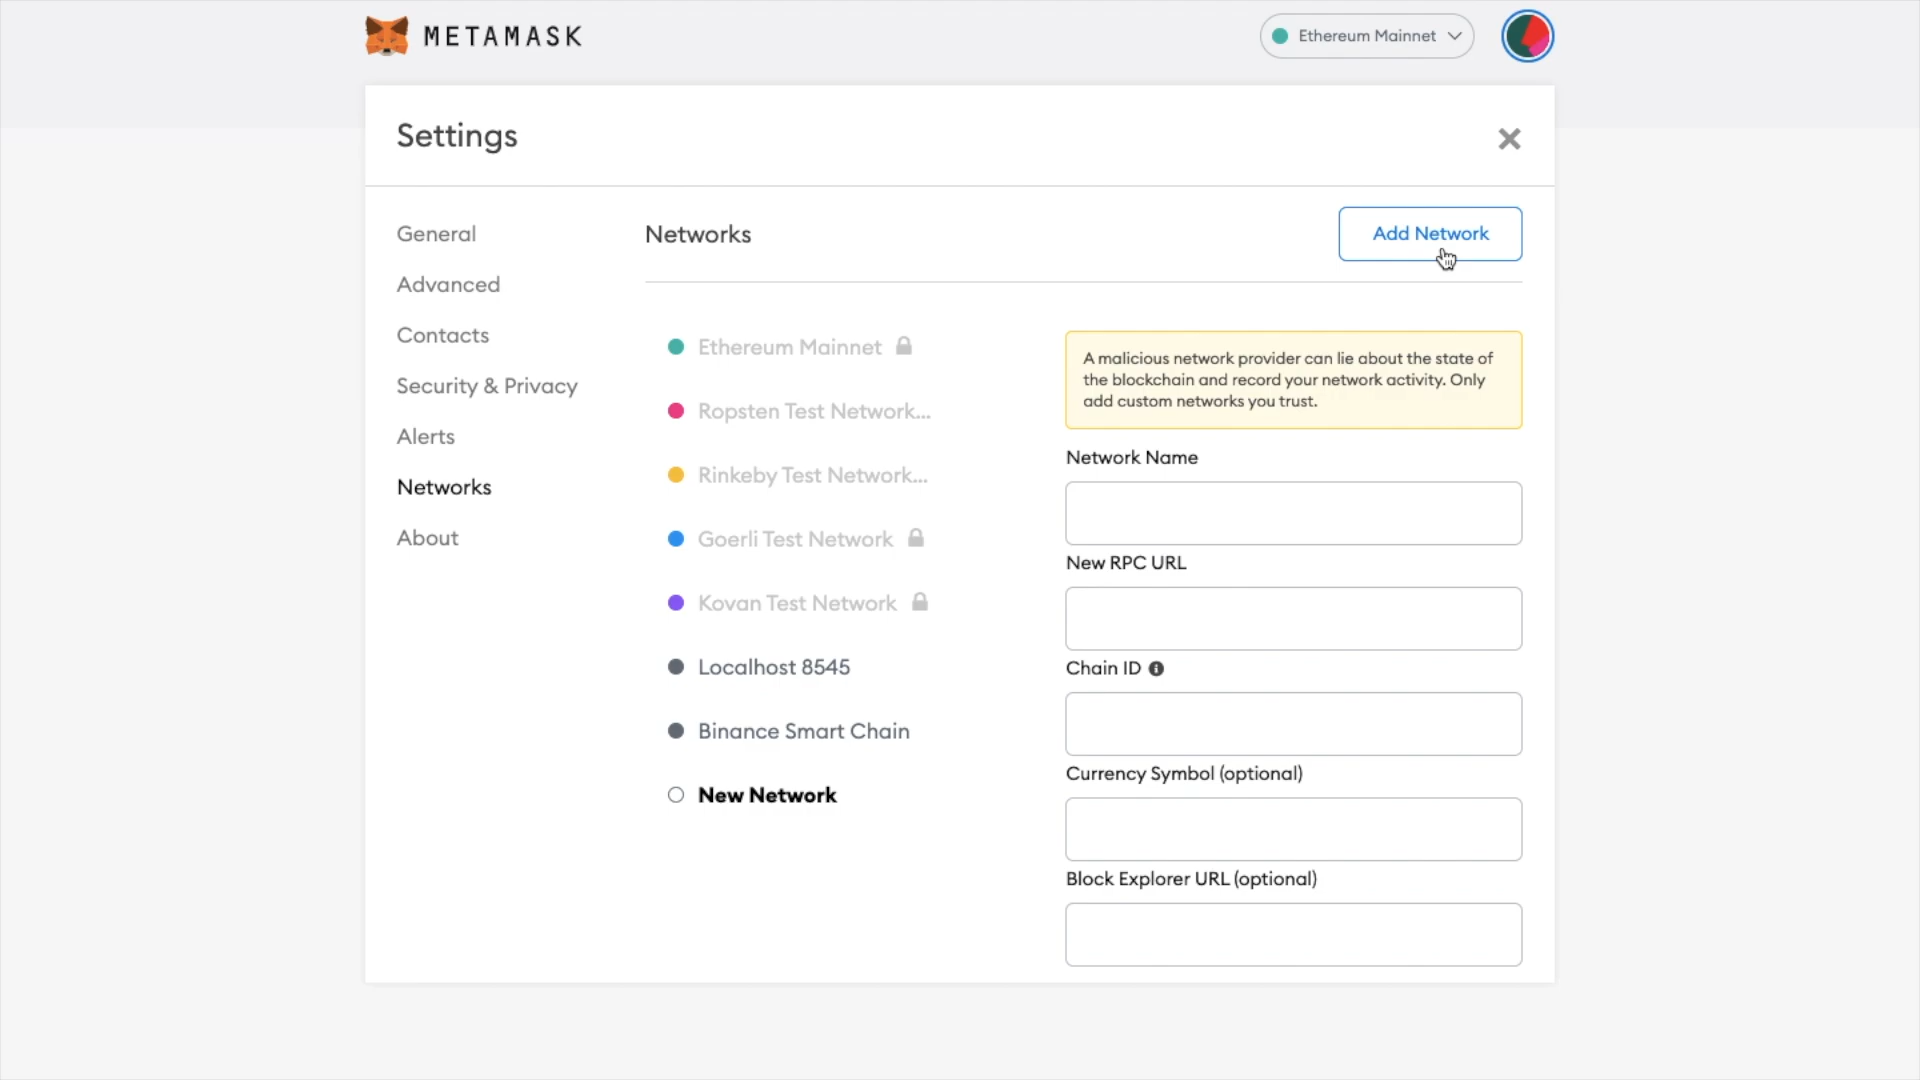 METAMASK
Ethereum Mainnet
Settings
General
Advanced
Contacts
Security & Privacy
Alerts
Networks
About
Networks
Add Network
Ethereum Mainnet
Ropsten Test Network...
Rinkeby Test Network...
Goerli Test Network
Kovan Test Network
Localhost 8545
Binance Smart Chain
New Network
A malicious network provider can lie about the state of
the blockchain and record your network activity. Only
add custom networks you trust.
Network Name
New RPC URL
Chain ID
Currency Symbol (optional)
Block Explorer URL (optional)